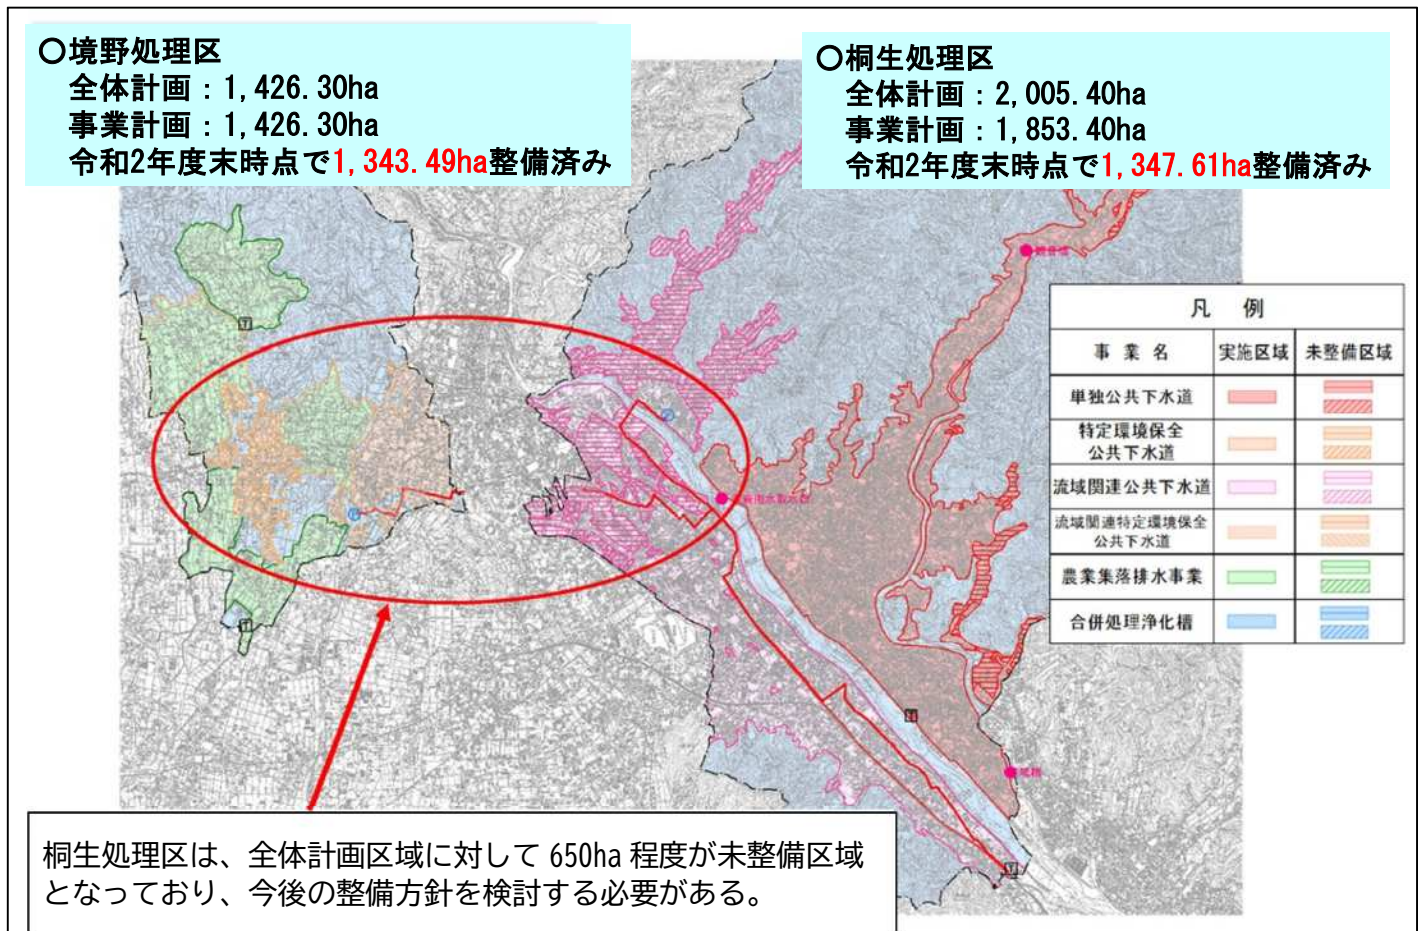 〇境野処理区
全体計画：1,426.30ha
事業計画：1,426.30ha
令和2年度末時点で1,343.49ha整備済み
〇桐生処理区
全体計画：2,005.40ha
事業計画：1,853.40ha
令和2年度末時点で1,347.61ha整備済み
凡 例
事 業 名 実施区域 未整備区域
単独公共下水道
特定環境保全
公共下水道
流域関連公共下水道
流域関連特定環境保全
公共下水道
農業集落排水事業
合併処理浄化槽
桐生処理区は、全体計画区域に対して 650ha 程度が未整備区域
となっており、今後の整備方針を検討する必要がある。